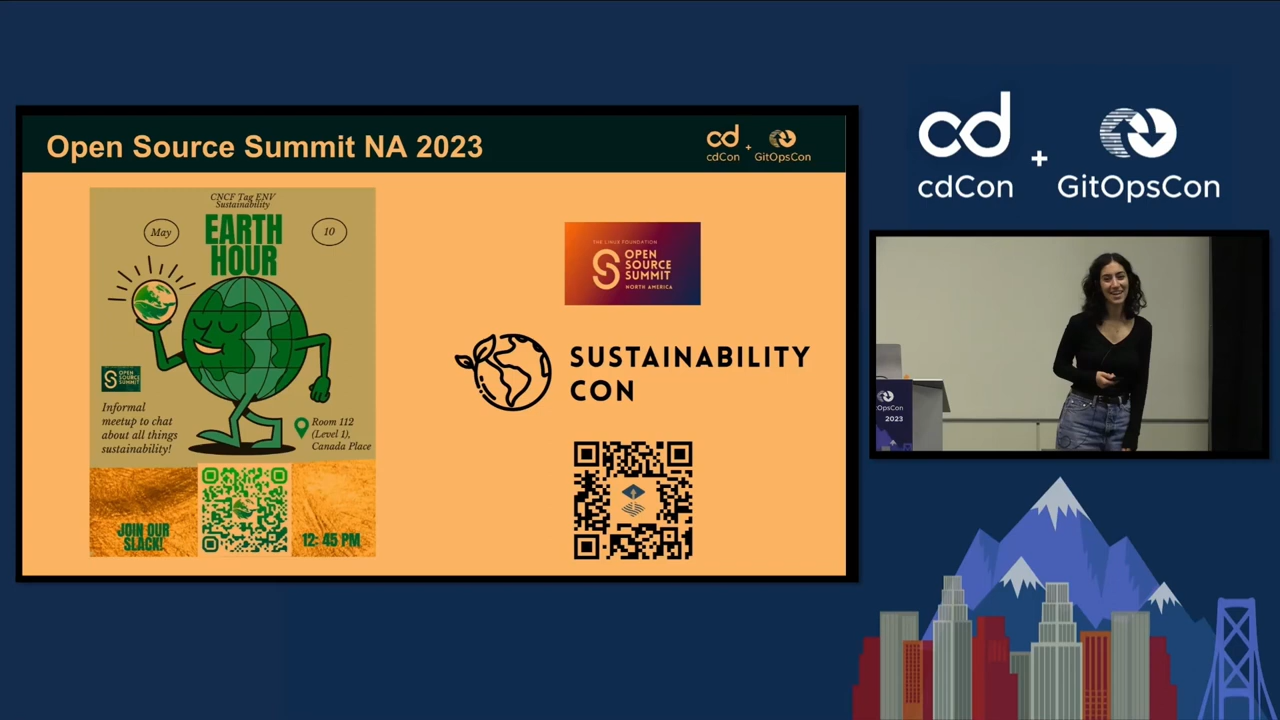 Open Source Summit NA 2023
cd
cdCon
+
GitOpsCon
CNCF Tag ENV
Sustainability
May
EARTH
HOUR
10
OPEN
SOURCE
SUMMIT
Informal
meetup to chat
about all things
sustainability!
Room 112
(Level 1),
Canada Place
JOIN OUR
SLACK!
12: 45 PM
THE LINUX FOUNDATION
OPEN
SOURCE
SUMMIT
NORTH AMERICA
SUSTAINABILITY
CON
cd
cdCon
+
GitOpsCon
OpsCon
2023